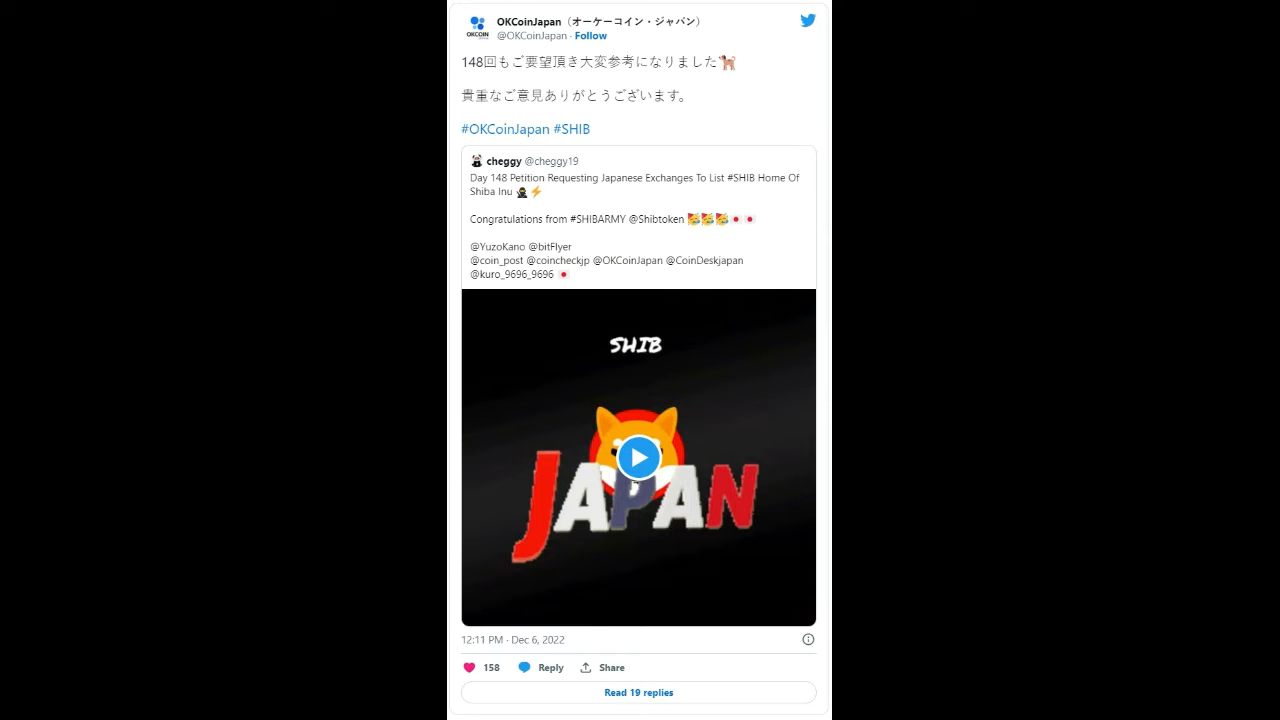 OKCoinJapan（オーケーコイン・ジャパン）
OKCOIN
@OKCoinJapan · Follow
148回もご要望頂き大変参考になりました🐕
貴重なご意見ありがとうございます。
#OKCoinJapan #SHIB
cheggy @cheggy19
Day 148 Petition Requesting Japanese Exchanges To List #SHIB Home Of
Shiba Inu 🥷⚡
Congratulations from #SHIBARMY @Shibtoken 🥳🥳🥳🇯🇵🇯🇵
@YuzoKano @bitFlyer
@coin_post @coincheckjp @OKCoinJapan @CoinDeskjapan
@kuro_9696_9696 🇯🇵
SHIB
JAPAN
12:11 PM · Dec 6, 2022
158 Reply Share
Read 19 replies